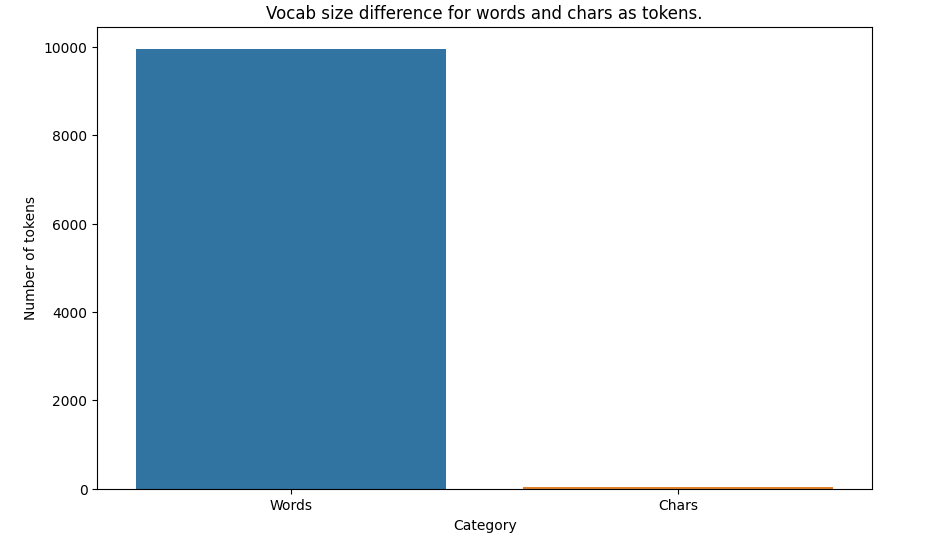 Vocab size difference for words and chars as tokens.
10000
8000
6000
4000
2000
0
Number of tokens
Words
Chars
Category